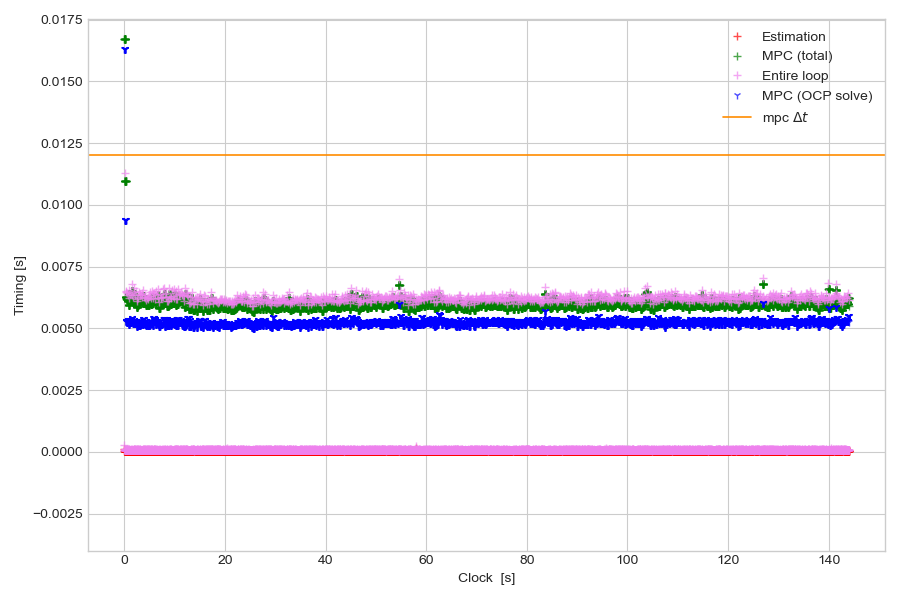 0.0175
0.0150
0.0125
0.0100
0.0075
0.0050
0.0025
0.0000
−0.0025
Timing [s]
Estimation
MPC (total)
Entire loop
MPC (OCP solve)
mpc Δt
0 20 40 60 80 100 120 140
Clock [s]